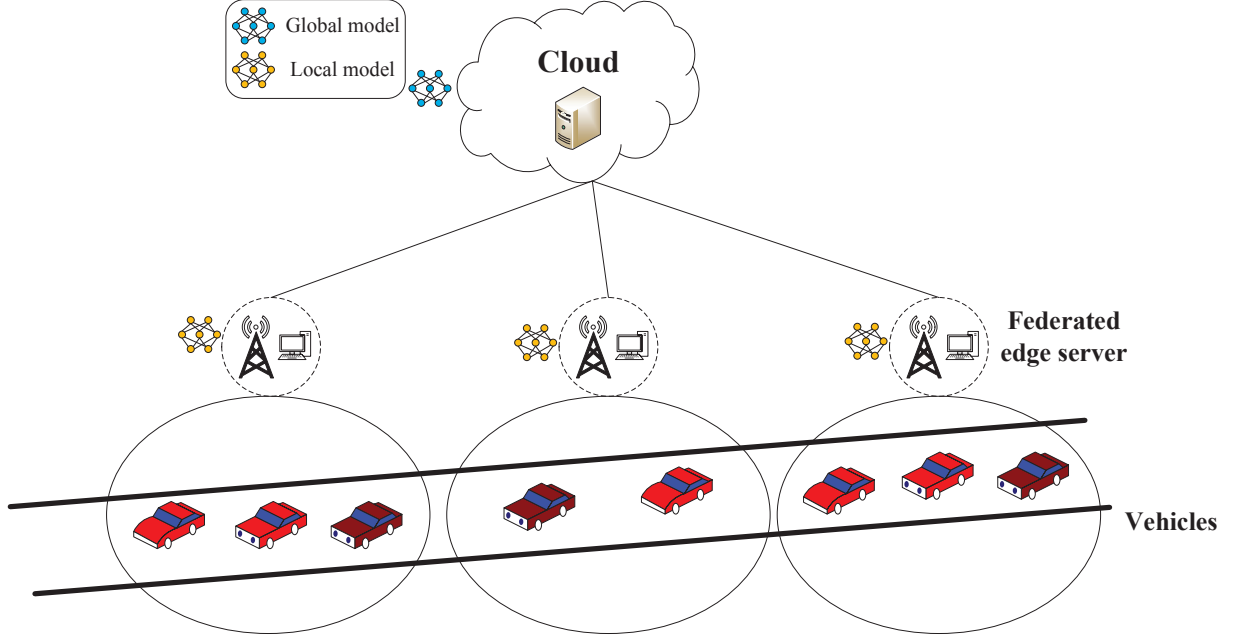 Global model
Local model
Cloud
Federated
edge server
Vehicles